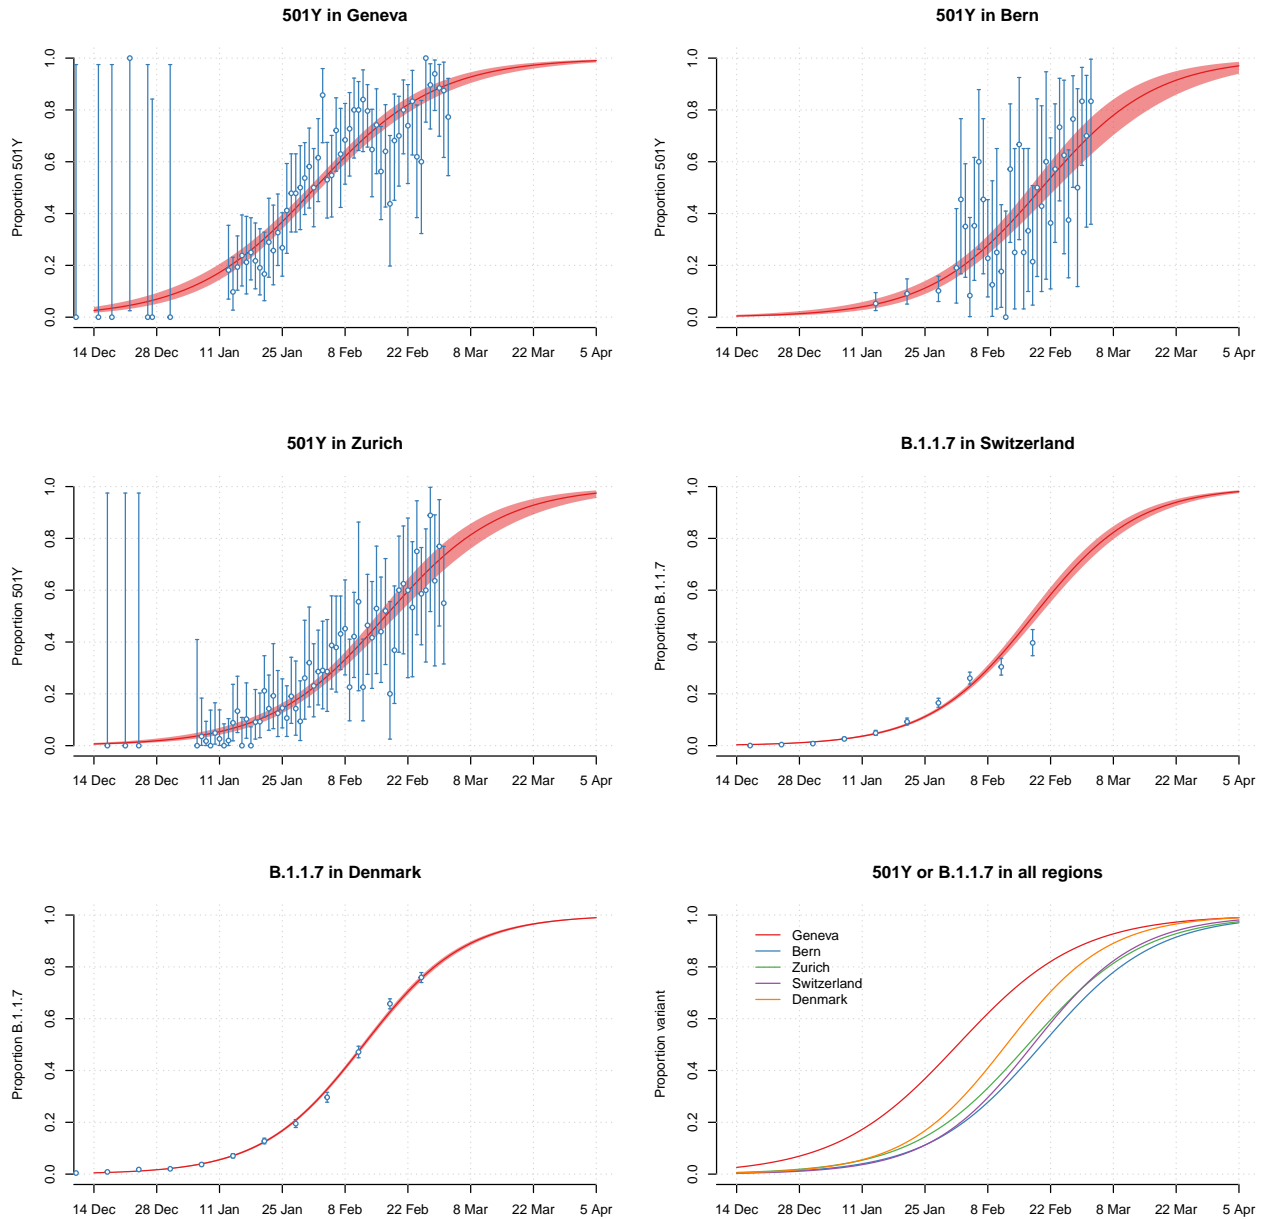 501Y in Geneva
Proportion 501Y
0.0 0.2 0.4 0.6 0.8 1.0
14 Dec 28 Dec 11 Jan 25 Jan 8 Feb 22 Feb 8 Mar 22 Mar 5 Apr
501Y in Bern
Proportion 501Y
0.0 0.2 0.4 0.6 0.8 1.0
14 Dec 28 Dec 11 Jan 25 Jan 8 Feb 22 Feb 8 Mar 22 Mar 5 Apr
501Y in Zurich
Proportion 501Y
0.0 0.2 0.4 0.6 0.8 1.0
14 Dec 28 Dec 11 Jan 25 Jan 8 Feb 22 Feb 8 Mar 22 Mar 5 Apr
B.1.1.7 in Switzerland
Proportion B.1.1.7
0.0 0.2 0.4 0.6 0.8 1.0
14 Dec 28 Dec 11 Jan 25 Jan 8 Feb 22 Feb 8 Mar 22 Mar 5 Apr
B.1.1.7 in Denmark
Proportion B.1.1.7
0.0 0.2 0.4 0.6 0.8 1.0
14 Dec 28 Dec 11 Jan 25 Jan 8 Feb 22 Feb 8 Mar 22 Mar 5 Apr
501Y or B.1.1.7 in all regions
Proportion variant
0.0 0.2 0.4 0.6 0.8 1.0
Geneva
Bern
Zurich
Switzerland
Denmark
14 Dec 28 Dec 11 Jan 25 Jan 8 Feb 22 Feb 8 Mar 22 Mar 5 Apr